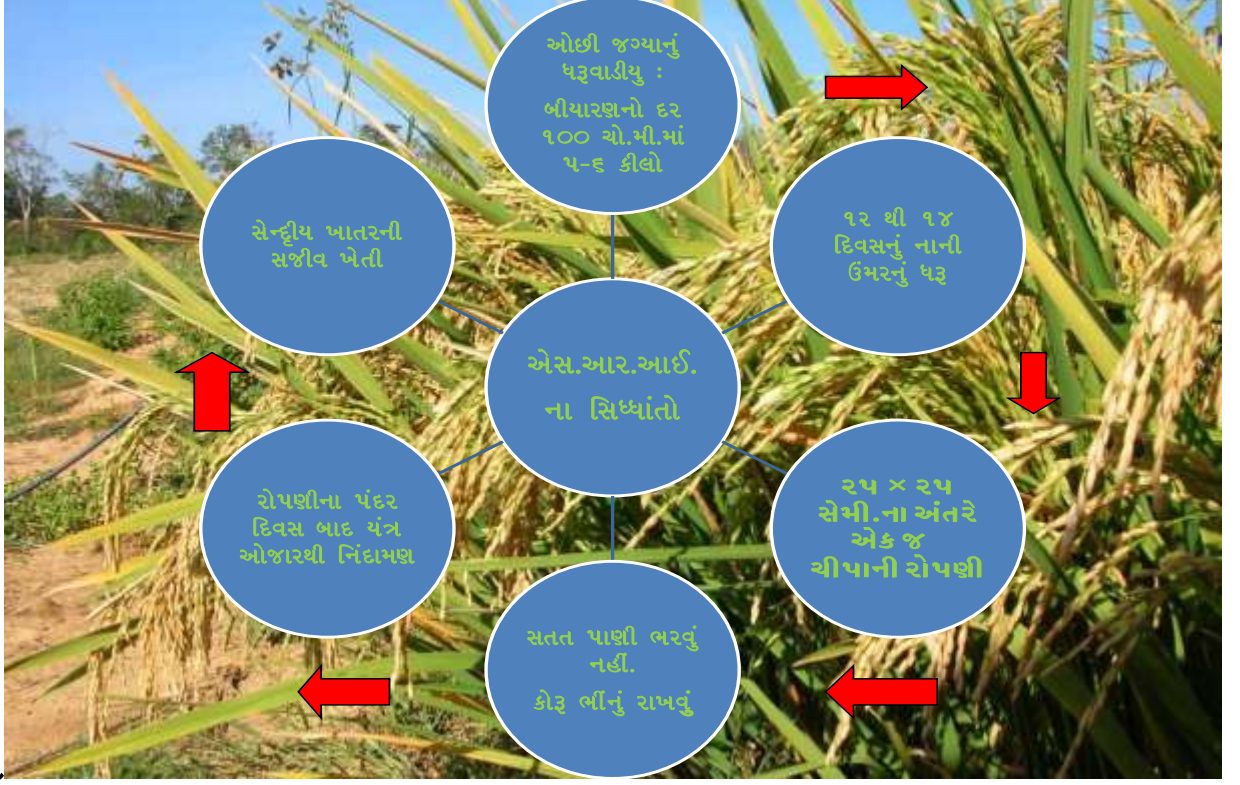 ઓછી જગ્યાનું
ધરૂવાડીયુ :
બીયારણનો દર
૧૦૦ ચો.મી.માં
૫-૬ કીલો
૧૨ થી ૧૪
દિવસનું નાની
ઉંમરનું ધરૂ
૨૫ × ૨૫
સેમી.ના અંતરે
એક જ
ચીપાની રોપણી
સતત પાણી ભરવું
નહીં.
કોરૂ ભીંનું રાખવું
રોપણીના પંદર
દિવસ બાદ યંત્ર
ઓજારથી નિંદામણ
સેન્દ્રીય ખાતરની
સજીવ ખેતી
એસ.આર.આઈ.
ના સિધ્ધાંતો